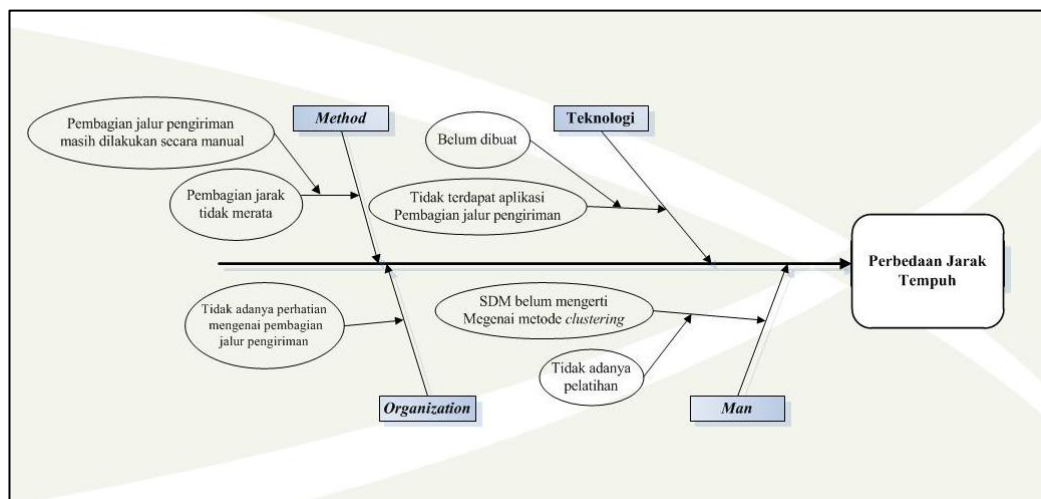 Method
Teknologi
Pembagian jalur pengiriman
masih dilakukan secara manual
Belum dibuat
Pembagian jarak
tidak merata
Tidak terdapat aplikasi
Pembagian jalur pengiriman
Perbedaan Jarak
Tempuh
Tidak adanya perhatian
mengenai pembagian
jalur pengiriman
SDM belum mengerti
Megenai metode clustering
Tidak adanya
pelatihan
Organization
Man